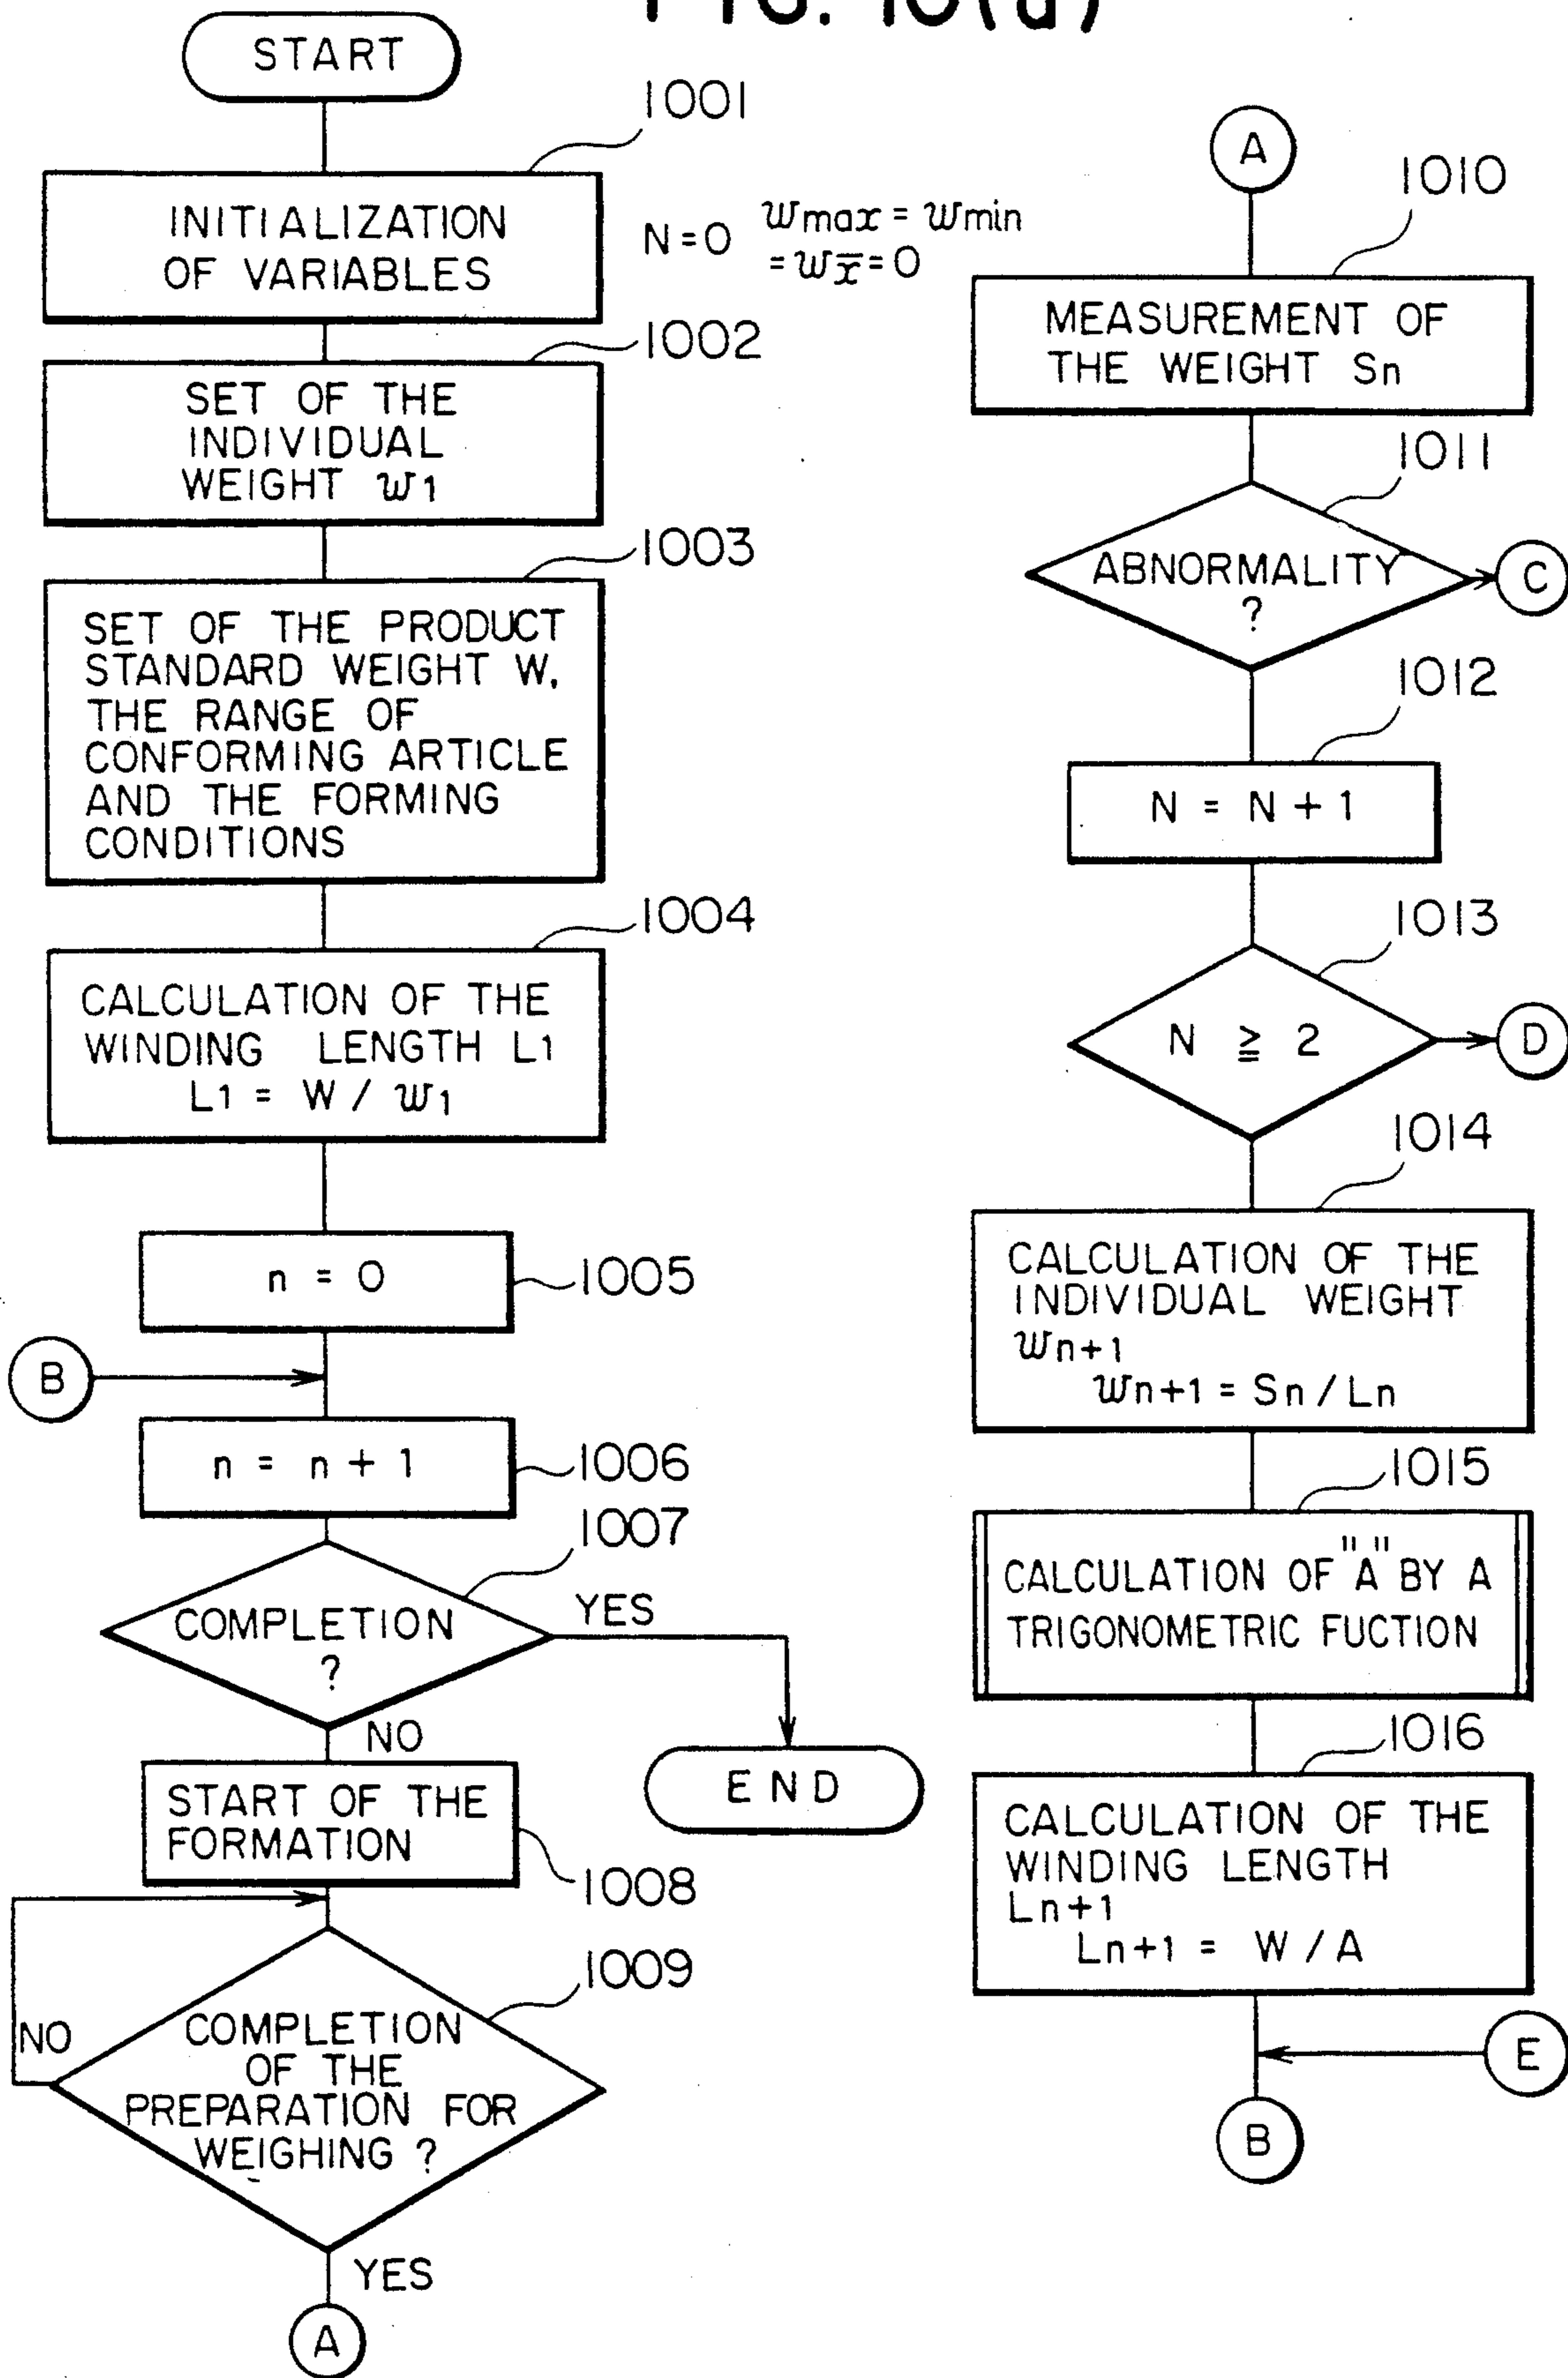 FIG. 10(a)
START
1001
INITIALIZATION
OF VARIABLES
N=0
wmax = wmin
= wx̅ = 0
1002
SET OF THE
INDIVIDUAL
WEIGHT w1
1003
SET OF THE PRODUCT
STANDARD WEIGHT W,
THE RANGE OF
CONFORMING ARTICLE
AND THE FORMING
CONDITIONS
1004
CALCULATION OF THE
WINDING LENGTH L1
L1 = W / w1
n = 0
1005
B
n = n + 1
1006
1007
COMPLETION
?
YES
NO
END
START OF THE
FORMATION
1008
1009
NO
COMPLETION
OF THE
PREPARATION FOR
WEIGHING ?
YES
A
A
1010
MEASUREMENT OF
THE WEIGHT Sn
1011
ABNORMALITY
?
C
1012
N = N + 1
1013
N ≧ 2
D
1014
CALCULATION OF THE
INDIVIDUAL WEIGHT
wn+1
wn+1 = Sn / Ln
1015
CALCULATION OF "A" BY A
TRIGONOMETRIC FUCTION
1016
CALCULATION OF THE
WINDING LENGTH
Ln+1
Ln+1 = W / A
E
B